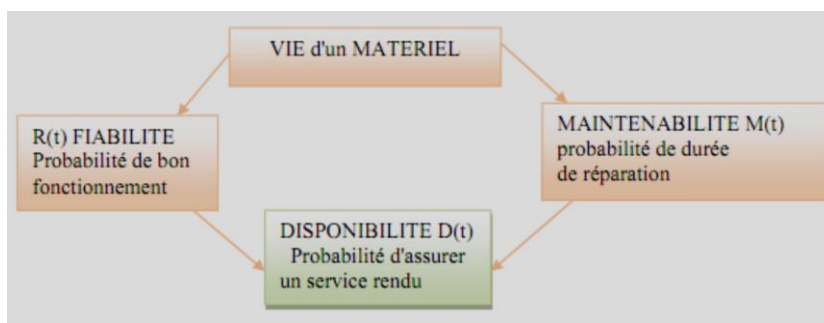 VIE d'un MATERIEL
R(t) FIABILITE
Probabilité de bon
fonctionnement
MAINTENABILITE M(t)
probabilité de durée
de réparation
DISPONIBILITE D(t)
Probabilité d'assurer
un service rendu